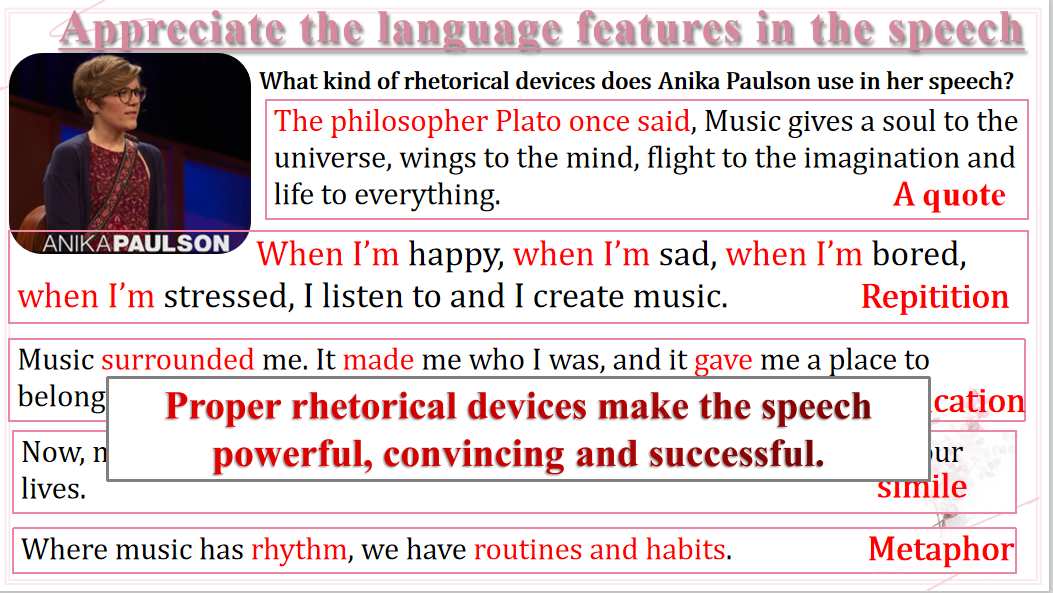 Appreciate the language features in the speech
What kind of rhetorical devices does Anika Paulson use in her speech?
The philosopher Plato once said, Music gives a soul to the
universe, wings to the mind, flight to the imagination and
life to everything.
A quote
ANIKA PAULSON
When I'm happy, when I'm sad, when I'm bored,
when I'm stressed, I listen to and I create music.
Repitition
Music surrounded me. It made me who I was, and it gave me a place to
belong
cation
Proper rhetorical devices make the speech
powerful, convincing and successful.
Now,
our
lives.
simile
Where music has rhythm, we have routines and habits.
Metaphor